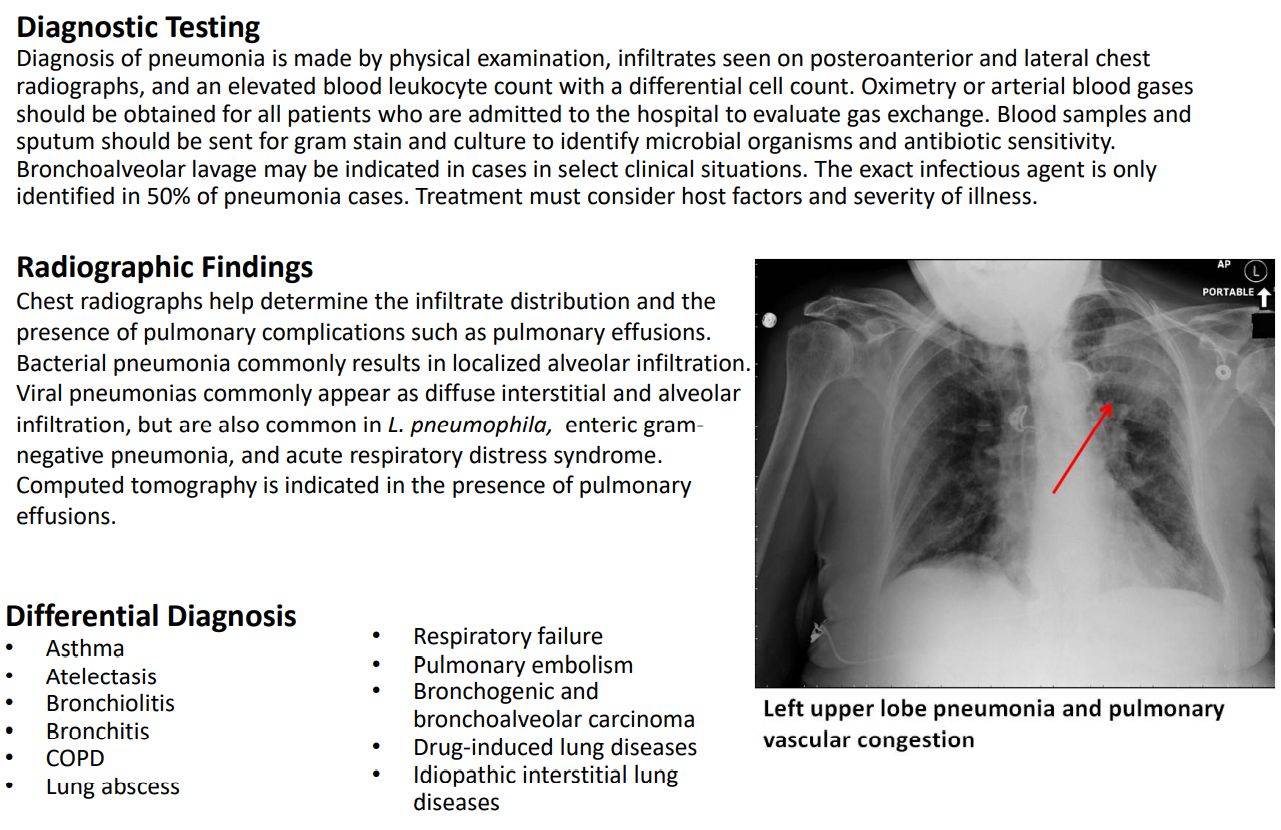 Diagnostic Testing
Diagnosis of pneumonia is made by physical examination, infiltrates seen on posteroanterior and lateral chest
radiographs, and an elevated blood leukocyte count with a differential cell count. Oximetry or arterial blood gases
should be obtained for all patients who are admitted to the hospital to evaluate gas exchange. Blood samples and
sputum should be sent for gram stain and culture to identify microbial organisms and antibiotic sensitivity.
Bronchoalveolar lavage may be indicated in cases in select clinical situations. The exact infectious agent is only
identified in 50% of pneumonia cases. Treatment must consider host factors and severity of illness.
Radiographic Findings
Chest radiographs help determine the infiltrate distribution and the
presence of pulmonary complications such as pulmonary effusions.
Bacterial pneumonia commonly results in localized alveolar infiltration.
Viral pneumonias commonly appear as diffuse interstitial and alveolar
infiltration, but are also common in L. pneumophila, enteric gram-
negative pneumonia, and acute respiratory distress syndrome.
Computed tomography is indicated in the presence of pulmonary
effusions.
AP L
PORTABLE
Left upper lobe pneumonia and pulmonary
vascular congestion
Differential Diagnosis
• Asthma
• Atelectasis
• Bronchiolitis
• Bronchitis
• COPD
• Lung abscess
• Respiratory failure
• Pulmonary embolism
• Bronchogenic and
bronchoalveolar carcinoma
• Drug-induced lung diseases
• Idiopathic interstitial lung
diseases